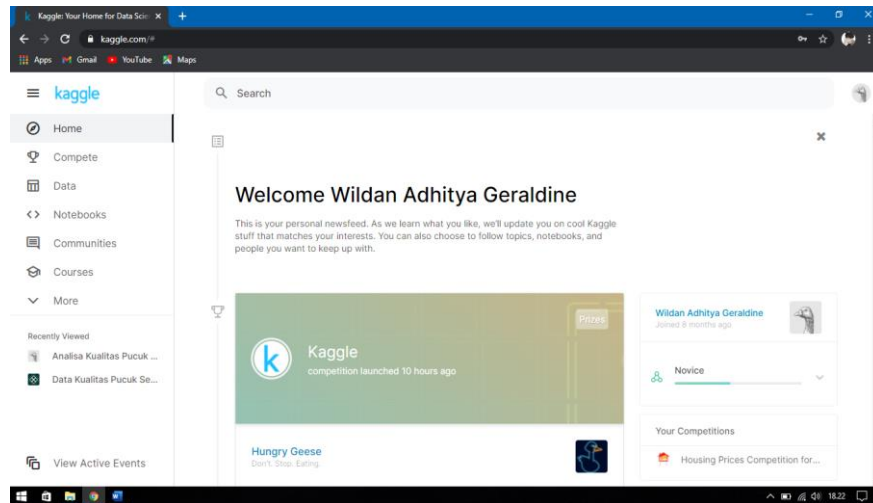 Kaggle: Your Home for Data Scie
kaggle.com/#
Apps Gmail YouTube Maps
kaggle
Search
Home
Compete
Data
Notebooks
Communities
Courses
More
Recently Viewed
Analisa Kualitas Pucuk ...
Data Kualitas Pucuk Se...
View Active Events
Welcome Wildan Adhitya Geraldine
This is your personal newsfeed. As we learn what you like, we'll update you on cool Kaggle
stuff that matches your interests. You can also choose to follow topics, notebooks, and
people you want to keep up with.
Prizes
k
Kaggle
competition launched 10 hours ago
Hungry Geese
Don't. Stop. Eating.
Wildan Adhitya Geraldine
Joined 9 months ago
Novice
Your Competitions
Housing Prices Competition for...
18.22